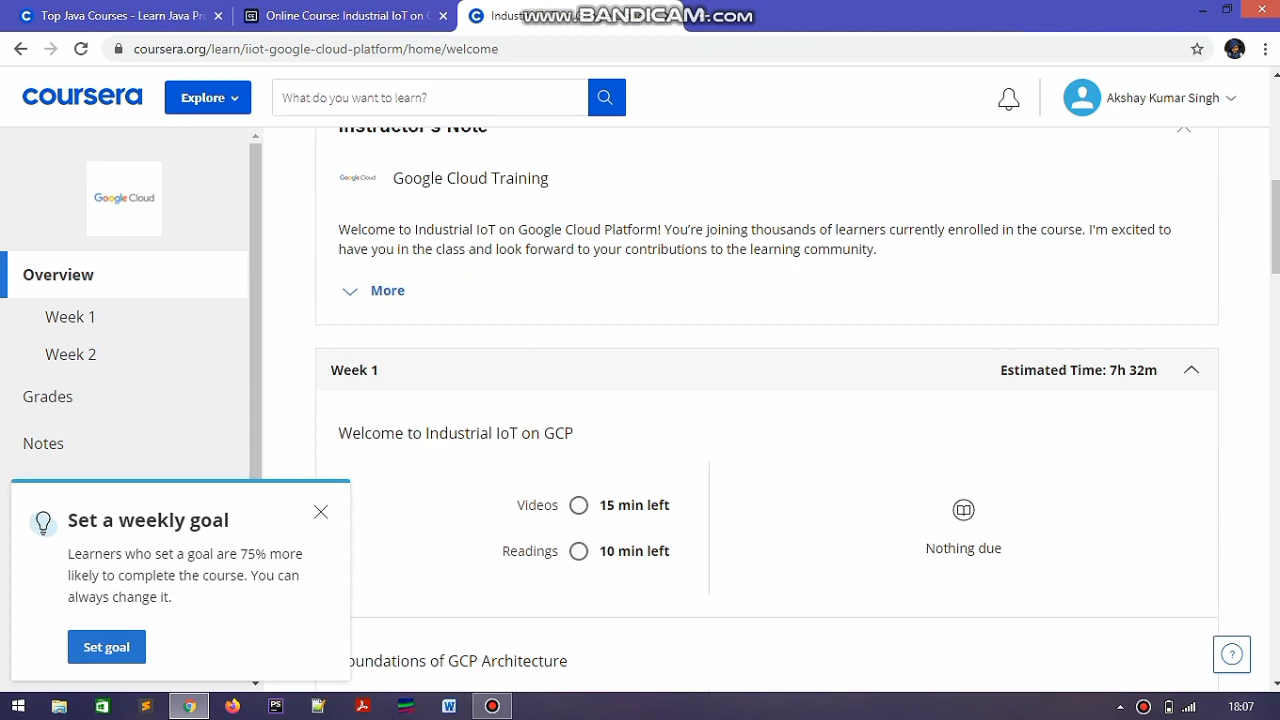 Top Java Courses - Learn Java Pr
Online Course: Industrial IoT on G
Indus
www.BANDICAM.com
coursera.org/learn/iiot-google-cloud-platform/home/welcome
coursera
Explore
What do you want to learn?
Akshay Kumar Singh
Google Cloud
Overview
Week 1
Week 2
Grades
Notes
Instructor's Note
Google Cloud
Google Cloud Training
Welcome to Industrial IoT on Google Cloud Platform! You're joining thousands of learners currently enrolled in the course. I'm excited to
have you in the class and look forward to your contributions to the learning community.
More
Week 1
Estimated Time: 7h 32m
Welcome to Industrial IoT on GCP
Videos
15 min left
Readings
10 min left
Nothing due
oundations of GCP Architecture
Set a weekly goal
Learners who set a goal are 75% more
likely to complete the course. You can
always change it.
Set goal
?
18:07